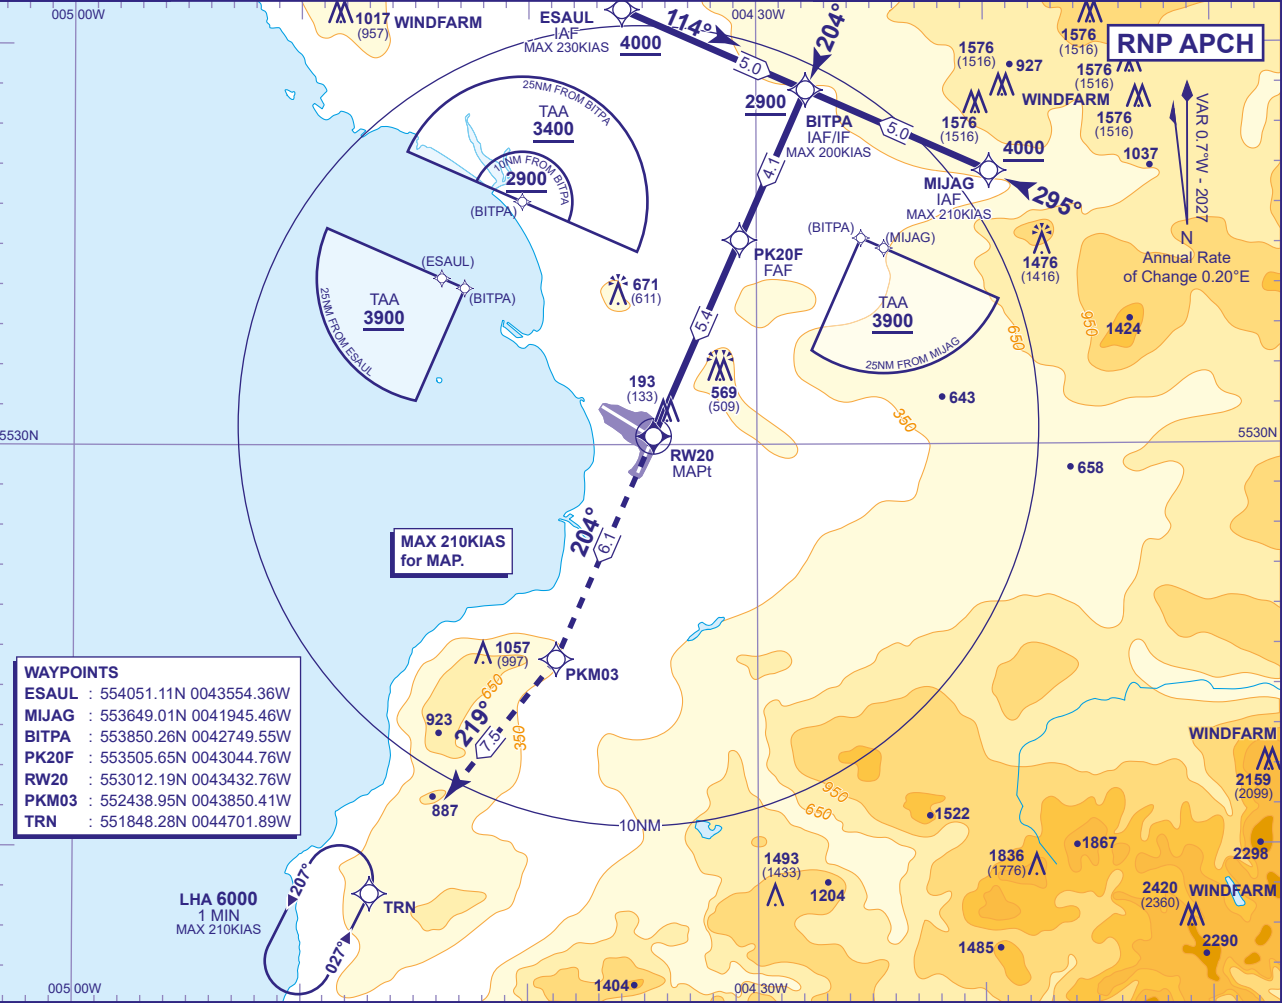 005 00W
1017
(957)
WINDFARM
ESAUL
IAF
MAX 230KIAS
4000
114°
5.0
004 30W
204°
RNP APCH
1576
(1516)
927
1576
(1516)
1576
(1516)
WINDFARM
1576
(1516)
1576
(1516)
1037
VAR 0.7°W - 2027
N
Annual Rate
of Change 0.20°E
25NM FROM BITPA
TAA
3400
10NM FROM BITPA
2900
(BITPA)
2900
BITPA
IAF/IF
MAX 200KIAS
5.0
4000
MIJAG
IAF
MAX 210KIAS
295°
4.1
1476
(1416)
(ESAUL)
(BITPA)
TAA
3900
25NM FROM ESAUL
671
(611)
PK20F
FAF
5.4
(BITPA)
(MIJAG)
TAA
3900
25NM FROM MIJAG
650
950
1424
193
(133)
569
(509)
643
350
5530N
5530N
RW20
MAPt
658
204°
6.1
MAX 210KIAS
for MAP.
1057
(997)
PKM03
650
350
923
219°
7.5
887
10NM
WAYPOINTS
ESAUL : 554051.11N 0043554.36W
MIJAG : 553649.01N 0041945.46W
BITPA : 553850.26N 0042749.55W
PK20F : 553505.65N 0043044.76W
RW20 : 553012.19N 0043432.76W
PKM03 : 552438.95N 0043850.41W
TRN : 551848.28N 0044701.89W
WINDFARM
2159
(2099)
950
650
1522
1867
1836
(1776)
2298
1493
(1433)
1204
2420
(2360)
WINDFARM
2290
1485
1404
LHA 6000
1 MIN
MAX 210KIAS
207°
027°
TRN
005 00W
004 30W